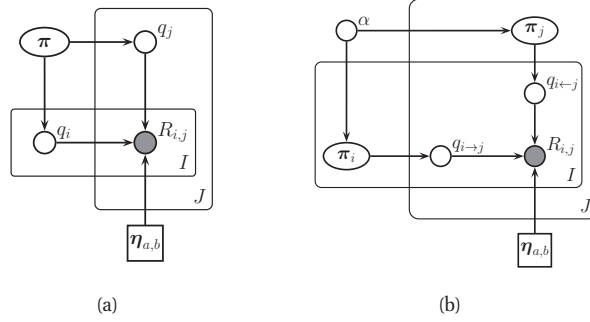 π q_j
q_i R_{i,j}
I
J
η_{a,b}
(a)
α π_j
q_{i←j}
π_i q_{i→j} R_{i,j}
I
J
η_{a,b}
(b)